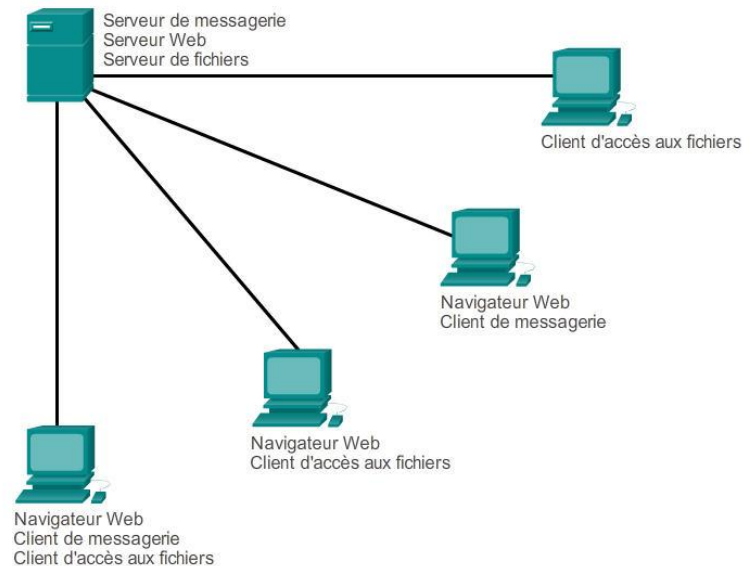 Serveur de messagerie
Serveur Web
Serveur de fichiers
Client d'accès aux fichiers
Navigateur Web
Client de messagerie
Navigateur Web
Client d'accès aux fichiers
Navigateur Web
Client de messagerie
Client d'accès aux fichiers